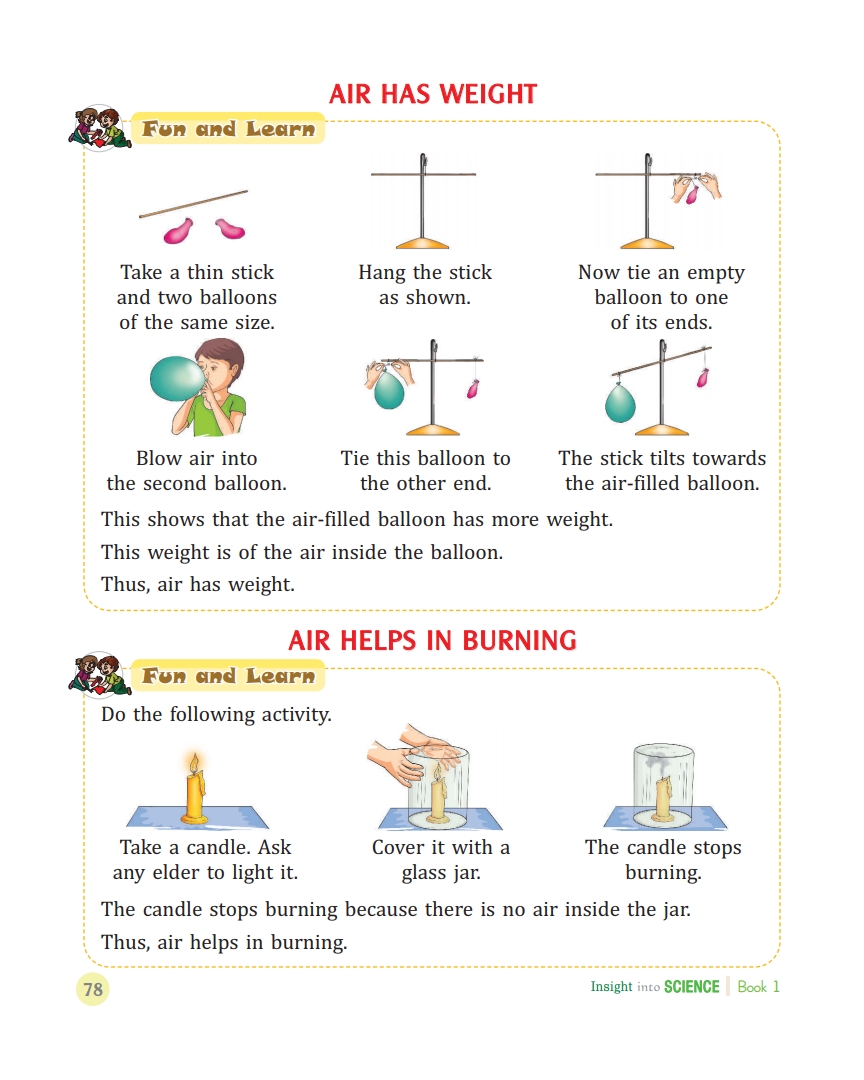 AIR HAS WEIGHT
Fun and Learn
Take a thin stick
and two balloons
of the same size.
Hang the stick
as shown.
Now tie an empty
balloon to one
of its ends.
Blow air into
the second balloon.
Tie this balloon to
the other end.
The stick tilts towards
the air-filled balloon.
This shows that the air-filled balloon has more weight.
This weight is of the air inside the balloon.
Thus, air has weight.
AIR HELPS IN BURNING
Fun and Learn
Do the following activity.
Take a candle. Ask
any elder to light it.
Cover it with a
glass jar.
The candle stops
burning.
The candle stops burning because there is no air inside the jar.
Thus, air helps in burning.
78
Insight into SCIENCE Book 1